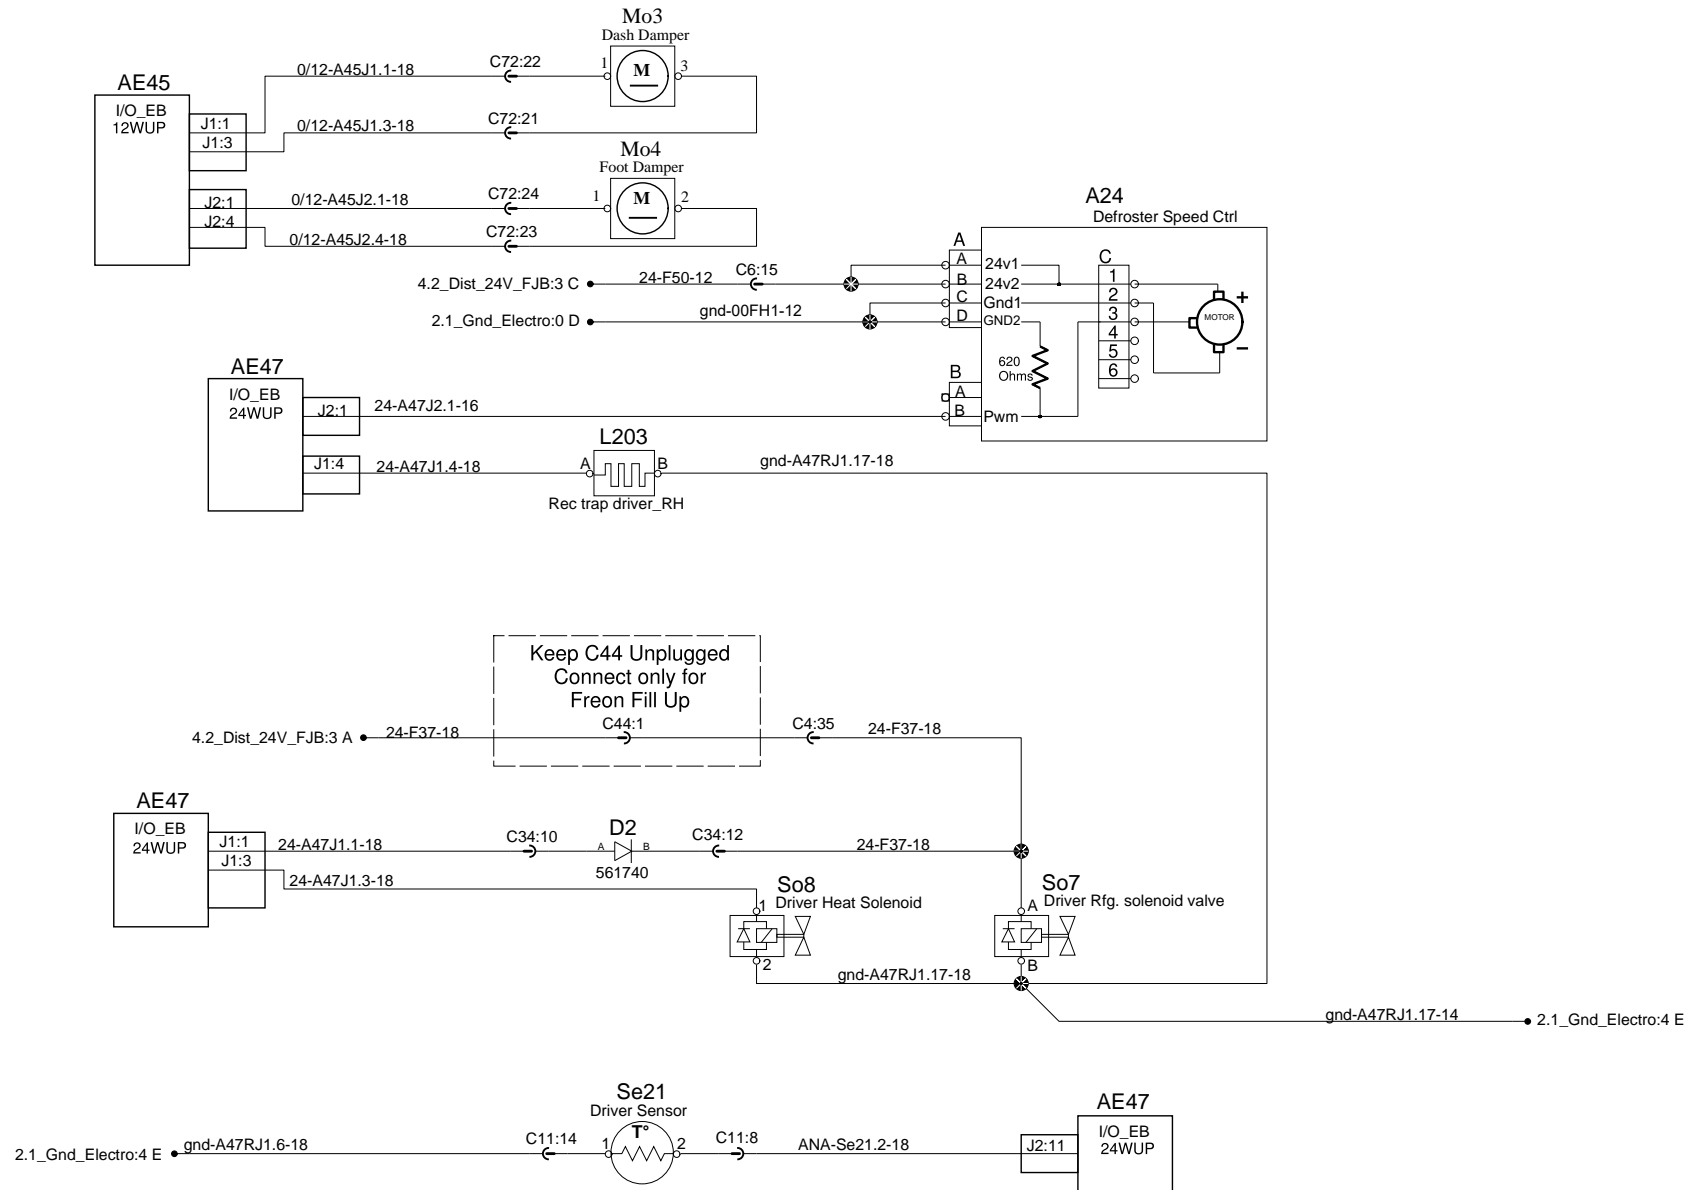 Mo3
Dash Damper
1
M
3
C72:22
0/12-A45J1.1-18
AE45
I/O_EB
12WUP
J1:1
J1:3
0/12-A45J1.3-18
C72:21
Mo4
Foot Damper
1
M
2
J2:1
J2:4
0/12-A45J2.1-18
C72:24
0/12-A45J2.4-18
C72:23
A24
Defroster Speed Ctrl
A
A
B
C
D
24v1
24v2
Gnd1
GND2
C
1
2
3
4
5
6
MOTOR
+
−
620
Ohms
B
A
B
Pwm
4.2_Dist_24V_FJB:3 C
24-F50-12
C6:15
2.1_Gnd_Electro:0 D
gnd-00FH1-12
AE47
I/O_EB
24WUP
J2:1
24-A47J2.1-16
J1:4
24-A47J1.4-18
L203
A
B
Rec trap driver_RH
gnd-A47RJ1.17-18
Keep C44 Unplugged
Connect only for
Freon Fill Up
C44:1
4.2_Dist_24V_FJB:3 A
24-F37-18
C4:35
24-F37-18
AE47
I/O_EB
24WUP
J1:1
J1:3
24-A47J1.1-18
C34:10
D2
A
B
561740
C34:12
24-F37-18
24-A47J1.3-18
So8
Driver Heat Solenoid
1
2
So7
Driver Rfg. solenoid valve
A
B
gnd-A47RJ1.17-18
gnd-A47RJ1.17-14
2.1_Gnd_Electro:4 E
Se21
Driver Sensor
T°
1
2
2.1_Gnd_Electro:4 E
gnd-A47RJ1.6-18
C11:14
C11:8
ANA-Se21.2-18
J2:11
AE47
I/O_EB
24WUP